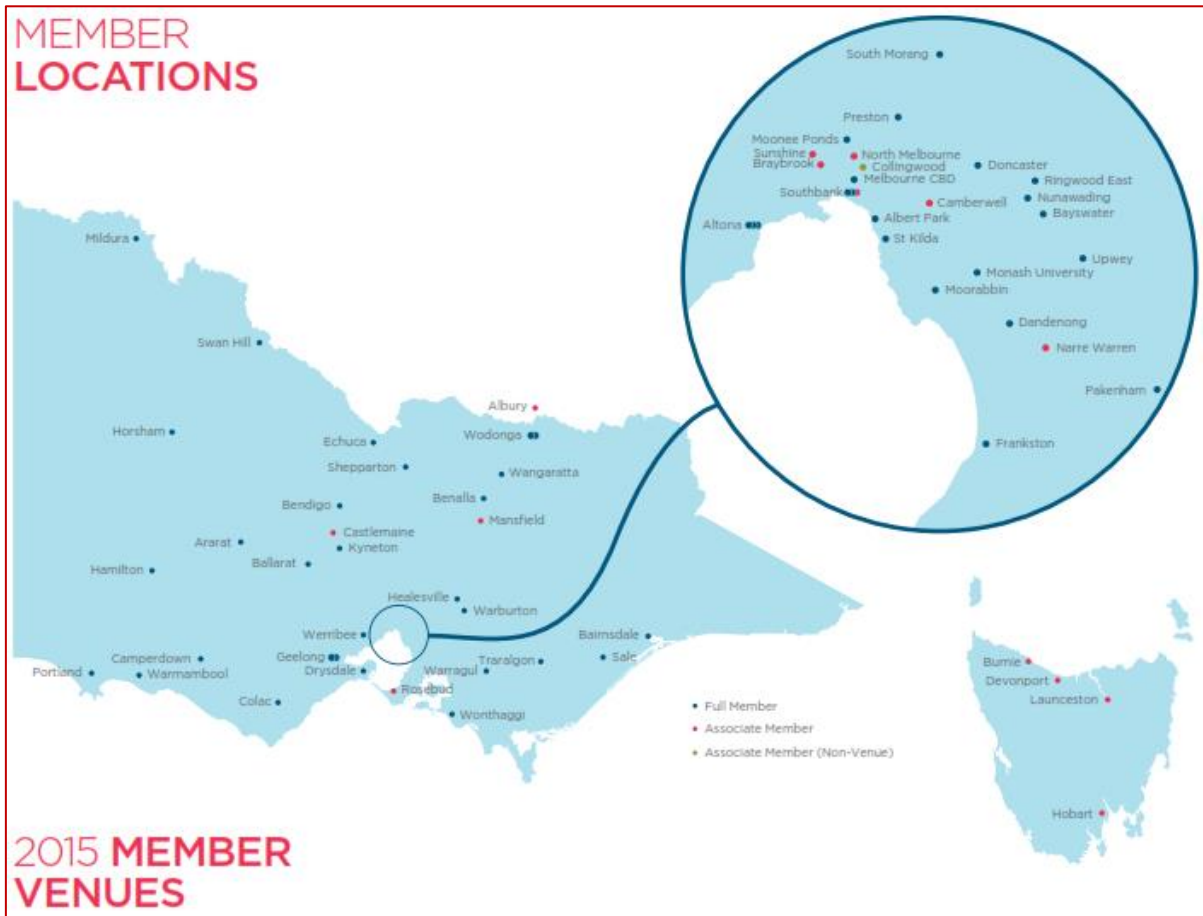 MEMBER
LOCATIONS
South Morang
Preston
Moonee Ponds
Sunshine
North Melbourne
Braybrook
Collingwood
Doncaster
Melbourne CBD
Ringwood East
Southbank
Nunawading
Camberwell
Bayswater
Altona
Albert Park
St Kilda
Upwey
Monash University
Moorabbin
Dandenong
Narre Warren
Pakenham
Frankston
Mildura
Swan Hill
Albury
Horsham
Echuca
Wodonga
Shepparton
Wangaratta
Bendigo
Benalla
Castlemaine
Mansfield
Ararat
Kyneton
Hamilton
Ballarat
Healesville
Warburton
Werribee
Bairnsdale
Portland
Camperdown
Geelong
Traralgon
Sale
Warrnambool
Drysdale
Warragul
Colac
Rosebud
Wonthaggi
Full Member
Associate Member
Associate Member (Non-Venue)
Burnie
Devonport
Launceston
Hobart
2015 MEMBER
VENUES